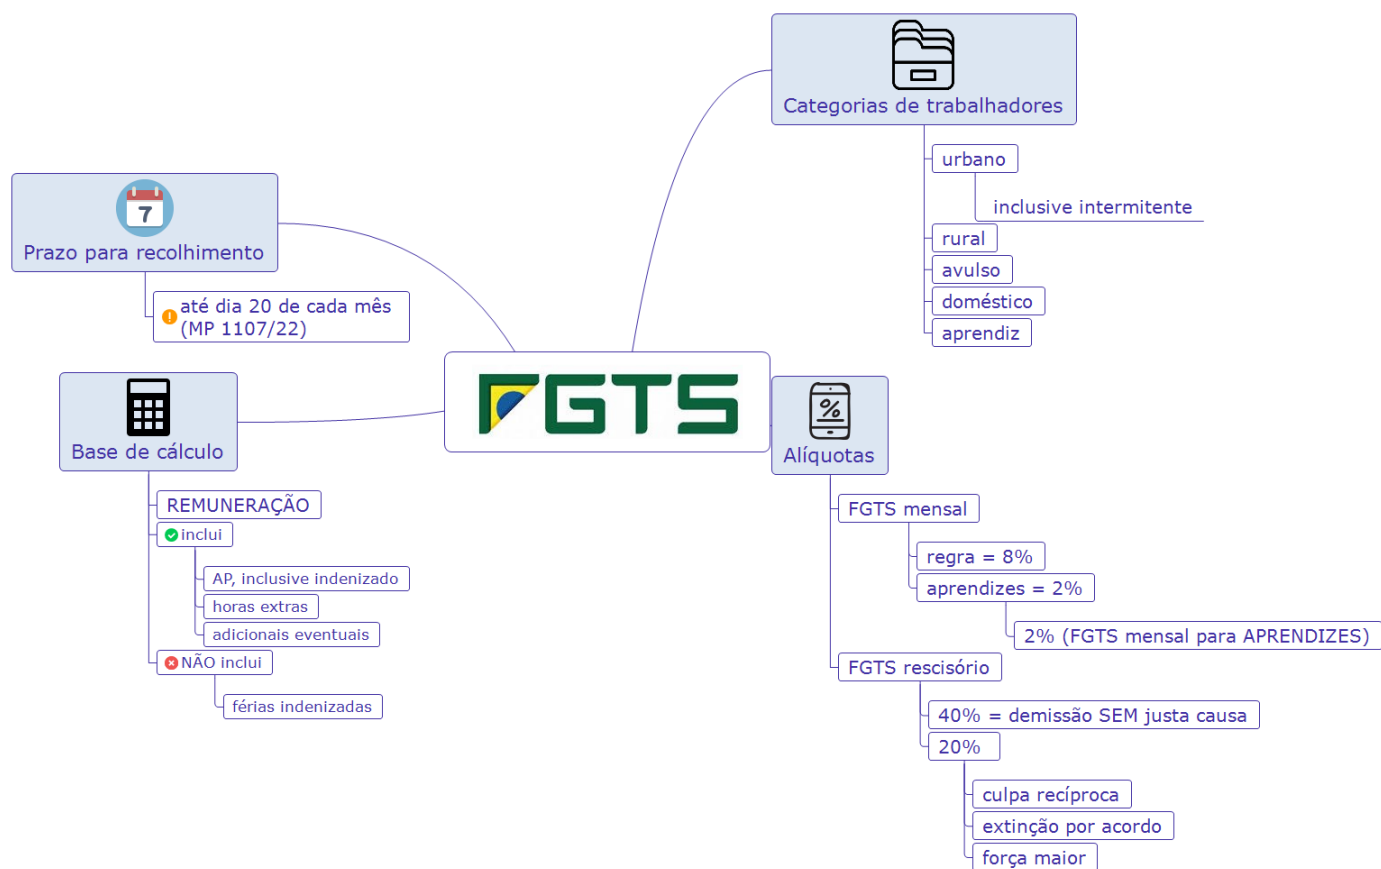 Categorias de trabalhadores
urbano
inclusive intermitente
rural
avulso
doméstico
aprendiz
7
Prazo para recolhimento
até dia 20 de cada mês
(MP 1107/22)
FGTS
Base de cálculo
REMUNERAÇÃO
inclui
AP, inclusive indenizado
horas extras
adicionais eventuais
NÃO inclui
férias indenizadas
%
Alíquotas
FGTS mensal
regra = 8%
aprendizes = 2%
2% (FGTS mensal para APRENDIZES)
FGTS rescisório
40% = demissão SEM justa causa
20%
culpa recíproca
extinção por acordo
força maior